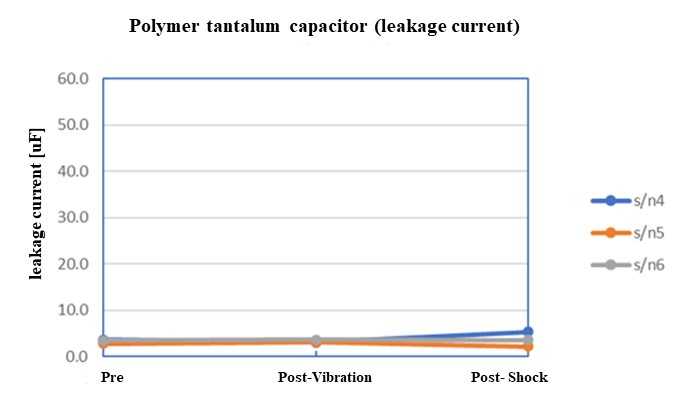 Polymer tantalum capacitor (leakage current)
leakage current [uF]
60.0
50.0
40.0
30.0
20.0
10.0
0.0
Pre
Post-Vibration
Post- Shock
s/n4
s/n5
s/n6